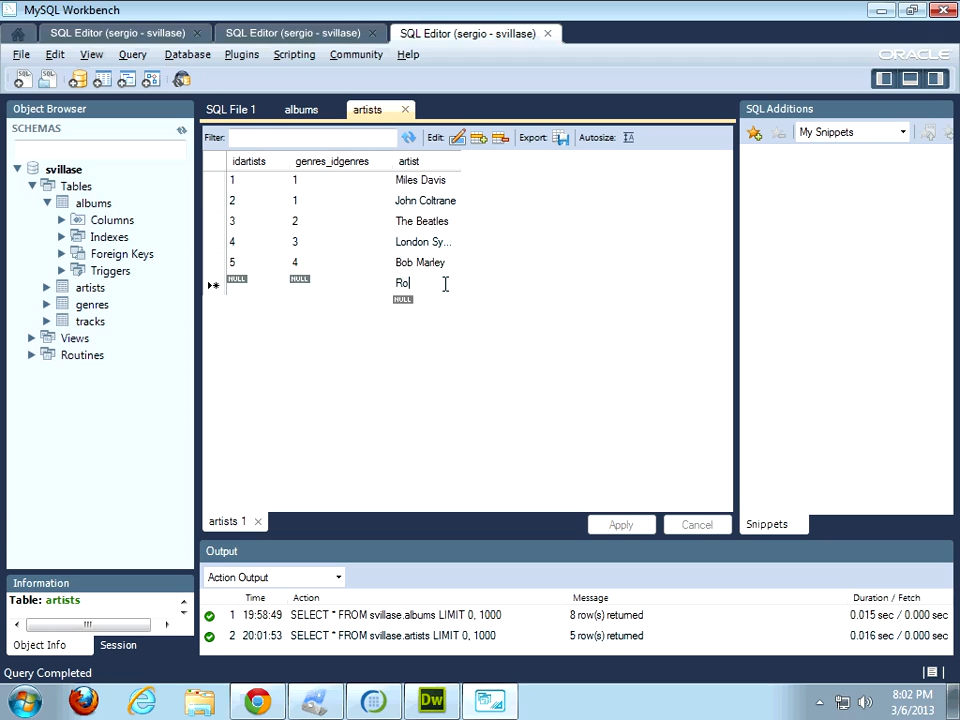 MySQL Workbench
SQL Editor (sergio - svillase)
SQL Editor (sergio - svillase)
SQL Editor (sergio - svillase)
File Edit View Query Database Plugins Scripting Community Help
ORACLE
Object Browser
SCHEMAS
svillase
Tables
albums
Columns
Indexes
Foreign Keys
Triggers
artists
genres
tracks
Views
Routines
Information
Table: artists
Object Info Session
SQL File 1 albums artists
Filter: Edit: Export: Autosize:
idartists genres_idgenres artist
1 1 Miles Davis
2 1 John Coltrane
3 2 The Beatles
4 3 London Sy...
5 4 Bob Marley
NULL NULL Ro
NULL
artists 1
Apply Cancel
SQL Additions
My Snippets
Snippets
Output
Action Output
Time Action Message Duration / Fetch
1 19:58:49 SELECT * FROM svillase.albums LIMIT 0, 1000 8 row(s) returned 0.015 sec / 0.000 sec
2 20:01:53 SELECT * FROM svillase.artists LIMIT 0, 1000 5 row(s) returned 0.016 sec / 0.000 sec
Query Completed
Dw
8:02 PM
3/6/2013